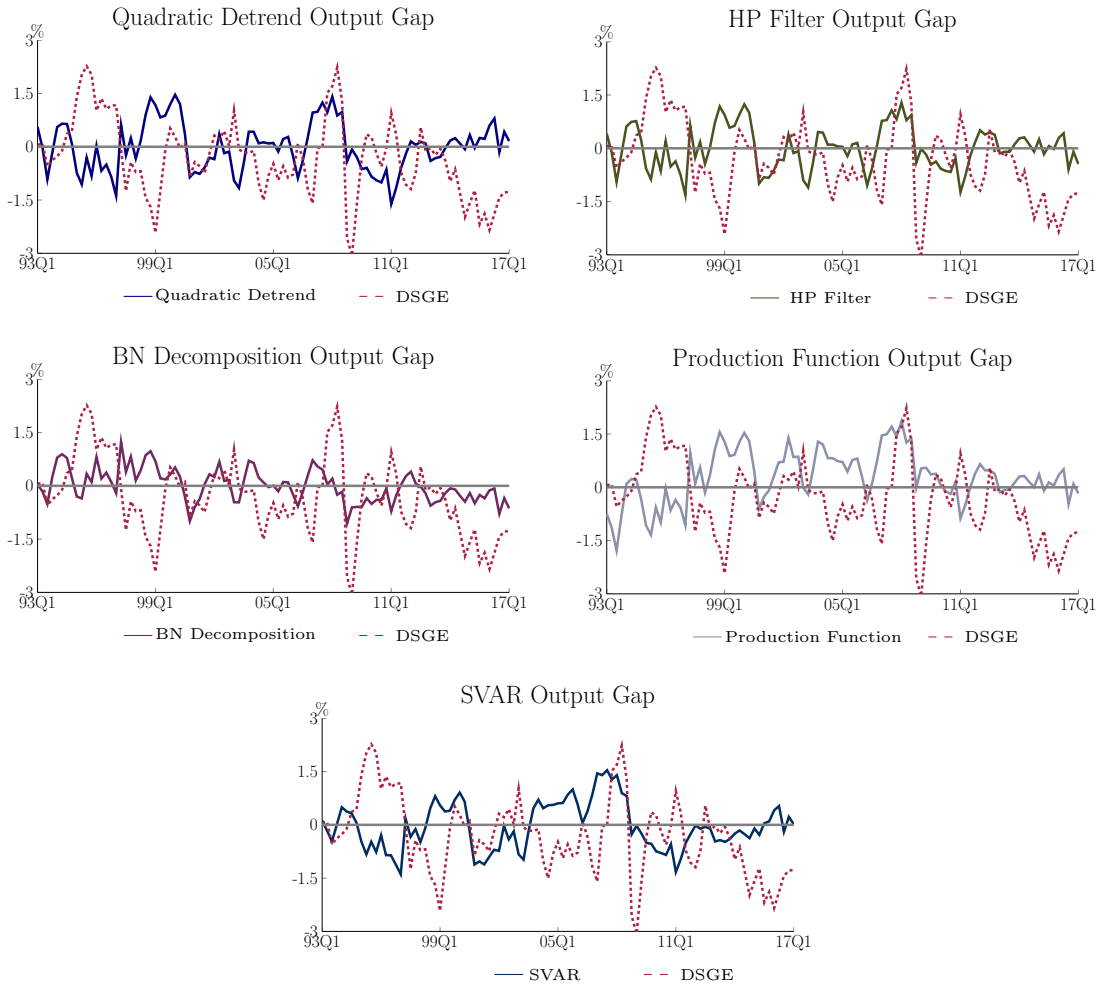 Quadratic Detrend Output Gap
%
3
1.5
0
-1.5
-3
93Q1 99Q1 05Q1 11Q1 17Q1
Quadratic Detrend DSGE
HP Filter Output Gap
%
3
1.5
0
-1.5
-3
93Q1 99Q1 05Q1 11Q1 17Q1
HP Filter DSGE
BN Decomposition Output Gap
%
3
1.5
0
-1.5
-3
93Q1 99Q1 05Q1 11Q1 17Q1
BN Decomposition DSGE
Production Function Output Gap
%
3
1.5
0
-1.5
-3
93Q1 99Q1 05Q1 11Q1 17Q1
Production Function DSGE
SVAR Output Gap
%
3
1.5
0
-1.5
-3
93Q1 99Q1 05Q1 11Q1 17Q1
SVAR DSGE